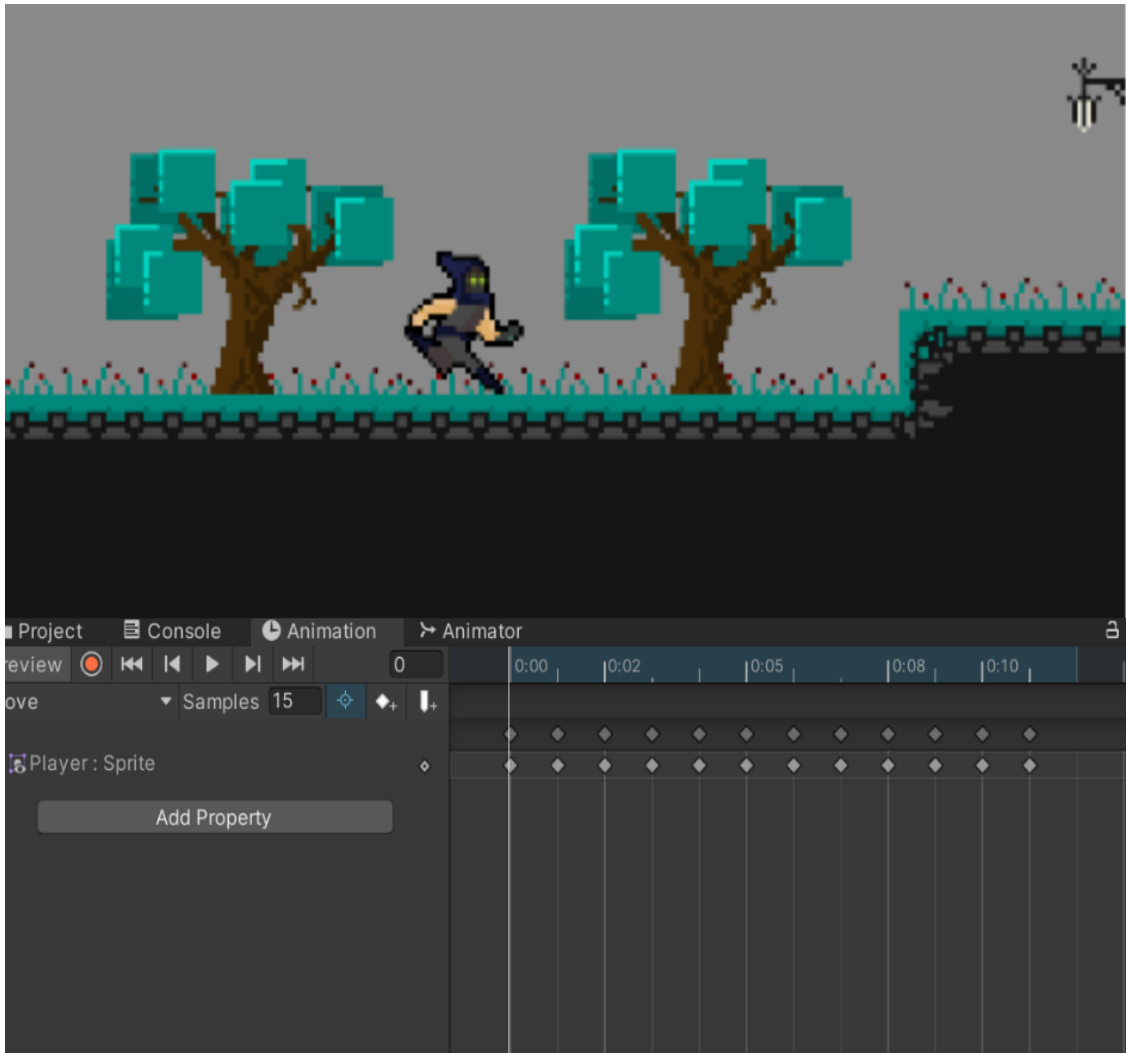 Project Console Animation Animator
review 0 0:00 0:02 0:05 0:08 0:10
ove Samples 15
Player : Sprite
Add Property